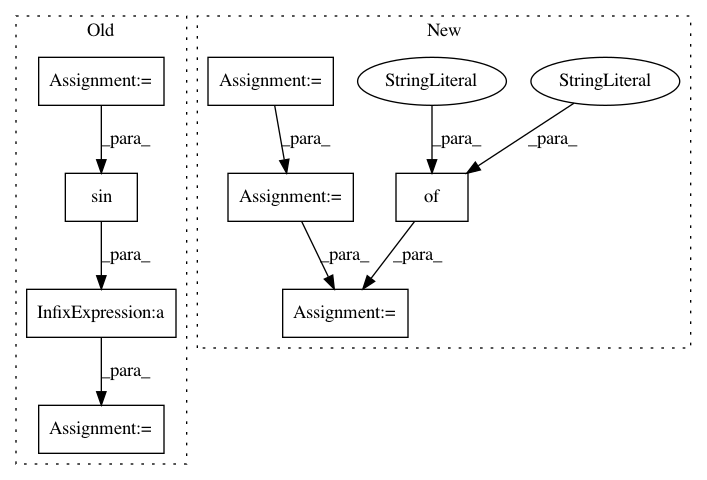 Old
New
Assignment:=
Assignment:=
StringLiteral
StringLiteral
_para_
_para_
_para_
_para_
sin
Assignment:=
of
_para_
_para_
_para_
InfixExpression:a
Assignment:=
_para_
Assignment:=